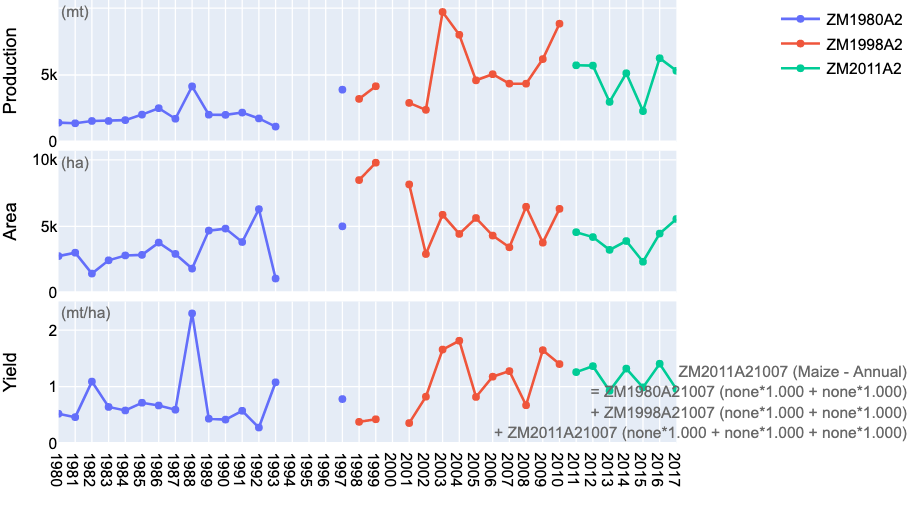 (mt)
Production
5k
0
ZM1980A2
ZM1998A2
ZM2011A2
10k
(ha)
Area
5k
0
(mt/ha)
Yield
2
1
0
ZM2011A21007 (Maize - Annual)
= ZM1980A21007 (none*1.000 + none*1.000)
+ ZM1998A21007 (none*1.000 + none*1.000)
+ ZM2011A21007 (none*1.000 + none*1.000 + none*1.000)
1980 1981 1982 1983 1984 1985 1986 1987 1988 1989 1990 1991 1992 1993 1994 1995 1996 1997 1998 1999 2000 2001 2002 2003 2004 2005 2006 2007 2008 2009 2010 2011 2012 2013 2014 2015 2016 2017